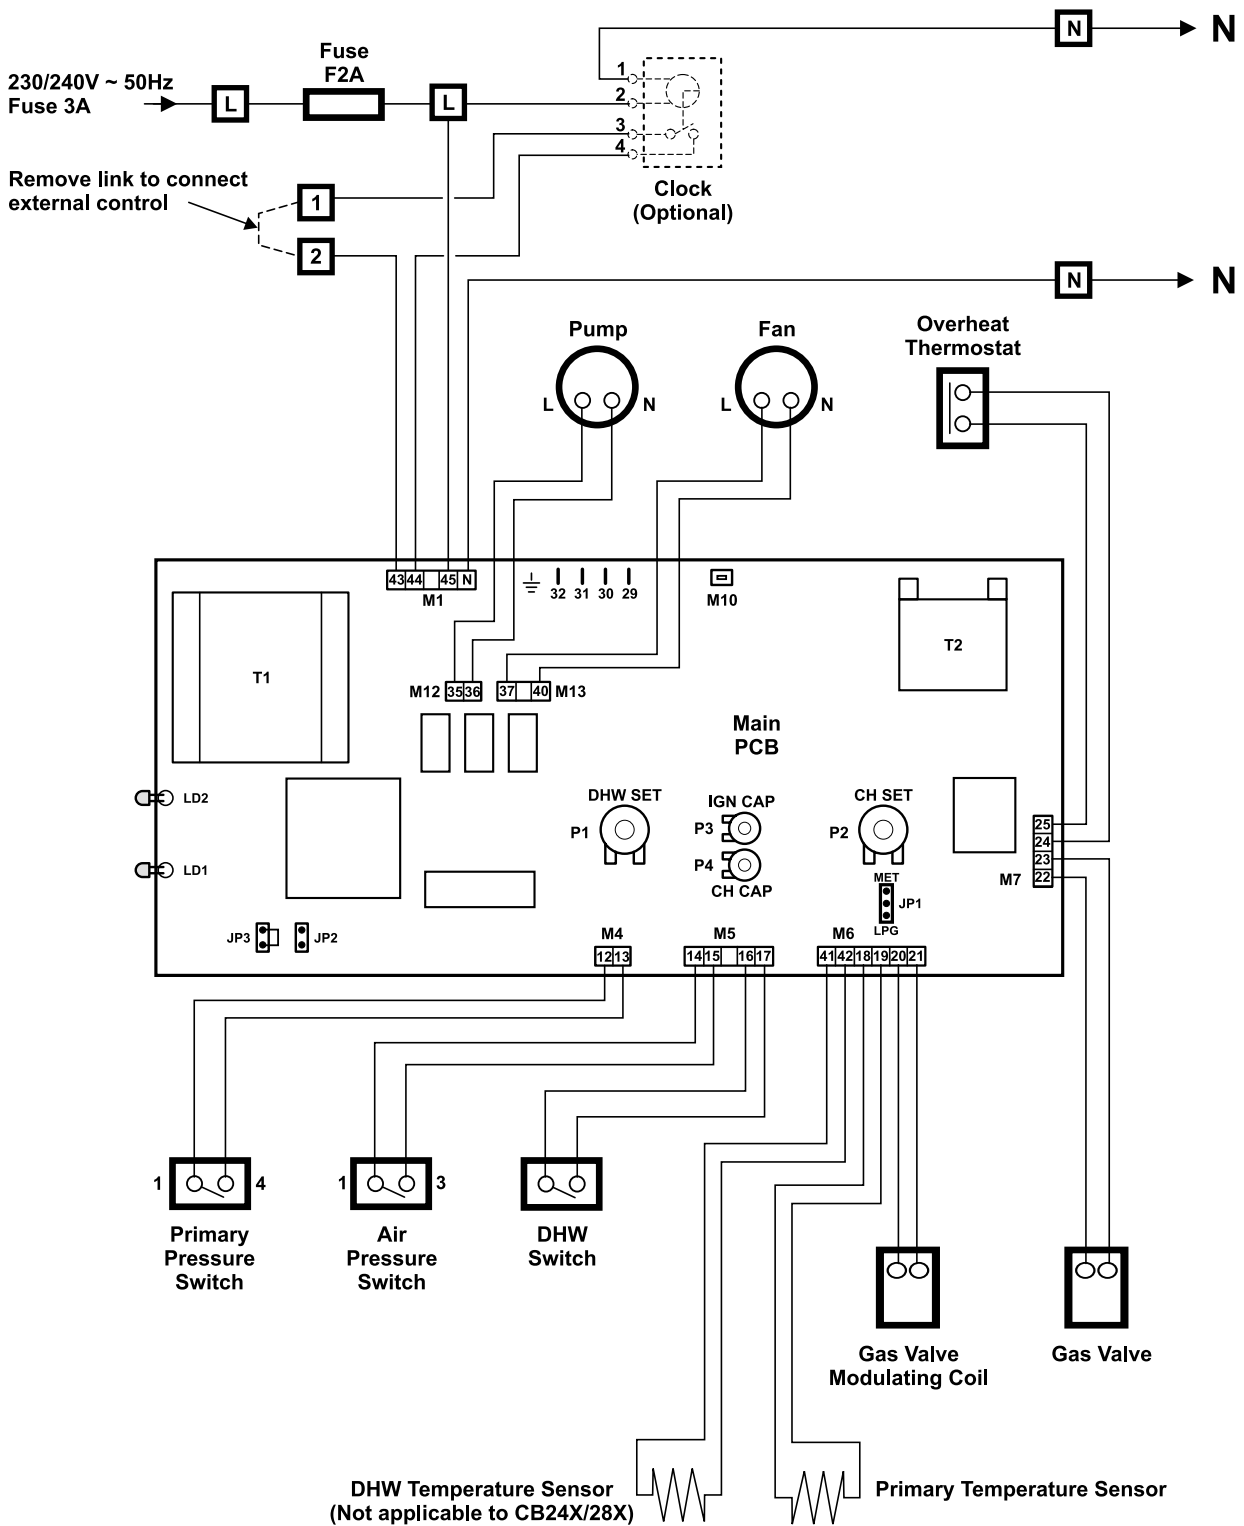 N N
Fuse
F2A
230/240V ~ 50Hz
Fuse 3A
L L
1
2
3
4
Clock
(Optional)
Remove link to connect
external control
1
2
N N
Pump
L N
Fan
L N
Overheat
Thermostat
43 44 45 N
M1
32 31 30 29
M10
T1
T2
M12 35 36 37 40 M13
Main
PCB
LD2
LD1
DHW SET
P1
IGN CAP
P3
P4
CH CAP
CH SET
P2
MET
JP1
LPG
25
24
23
22
M7
JP3 JP2
M4
12 13
M5
14 15 16 17
M6
41 42 18 19 20 21
1 4
Primary
Pressure
Switch
1 3
Air
Pressure
Switch
DHW
Switch
Gas Valve
Modulating Coil
Gas Valve
DHW Temperature Sensor
(Not applicable to CB24X/28X)
Primary Temperature Sensor